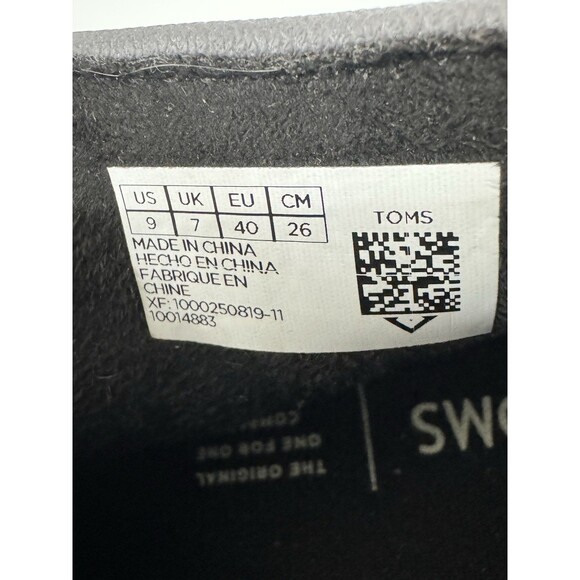 US UK EU CM
9 7 40 26
MADE IN CHINA
HECHO EN CHINA
FABRIQUE EN
CHINE
XF: 1000250819-11
10014883
TOMS
THE ORIGINAL
ONE FOR ONE
OMS